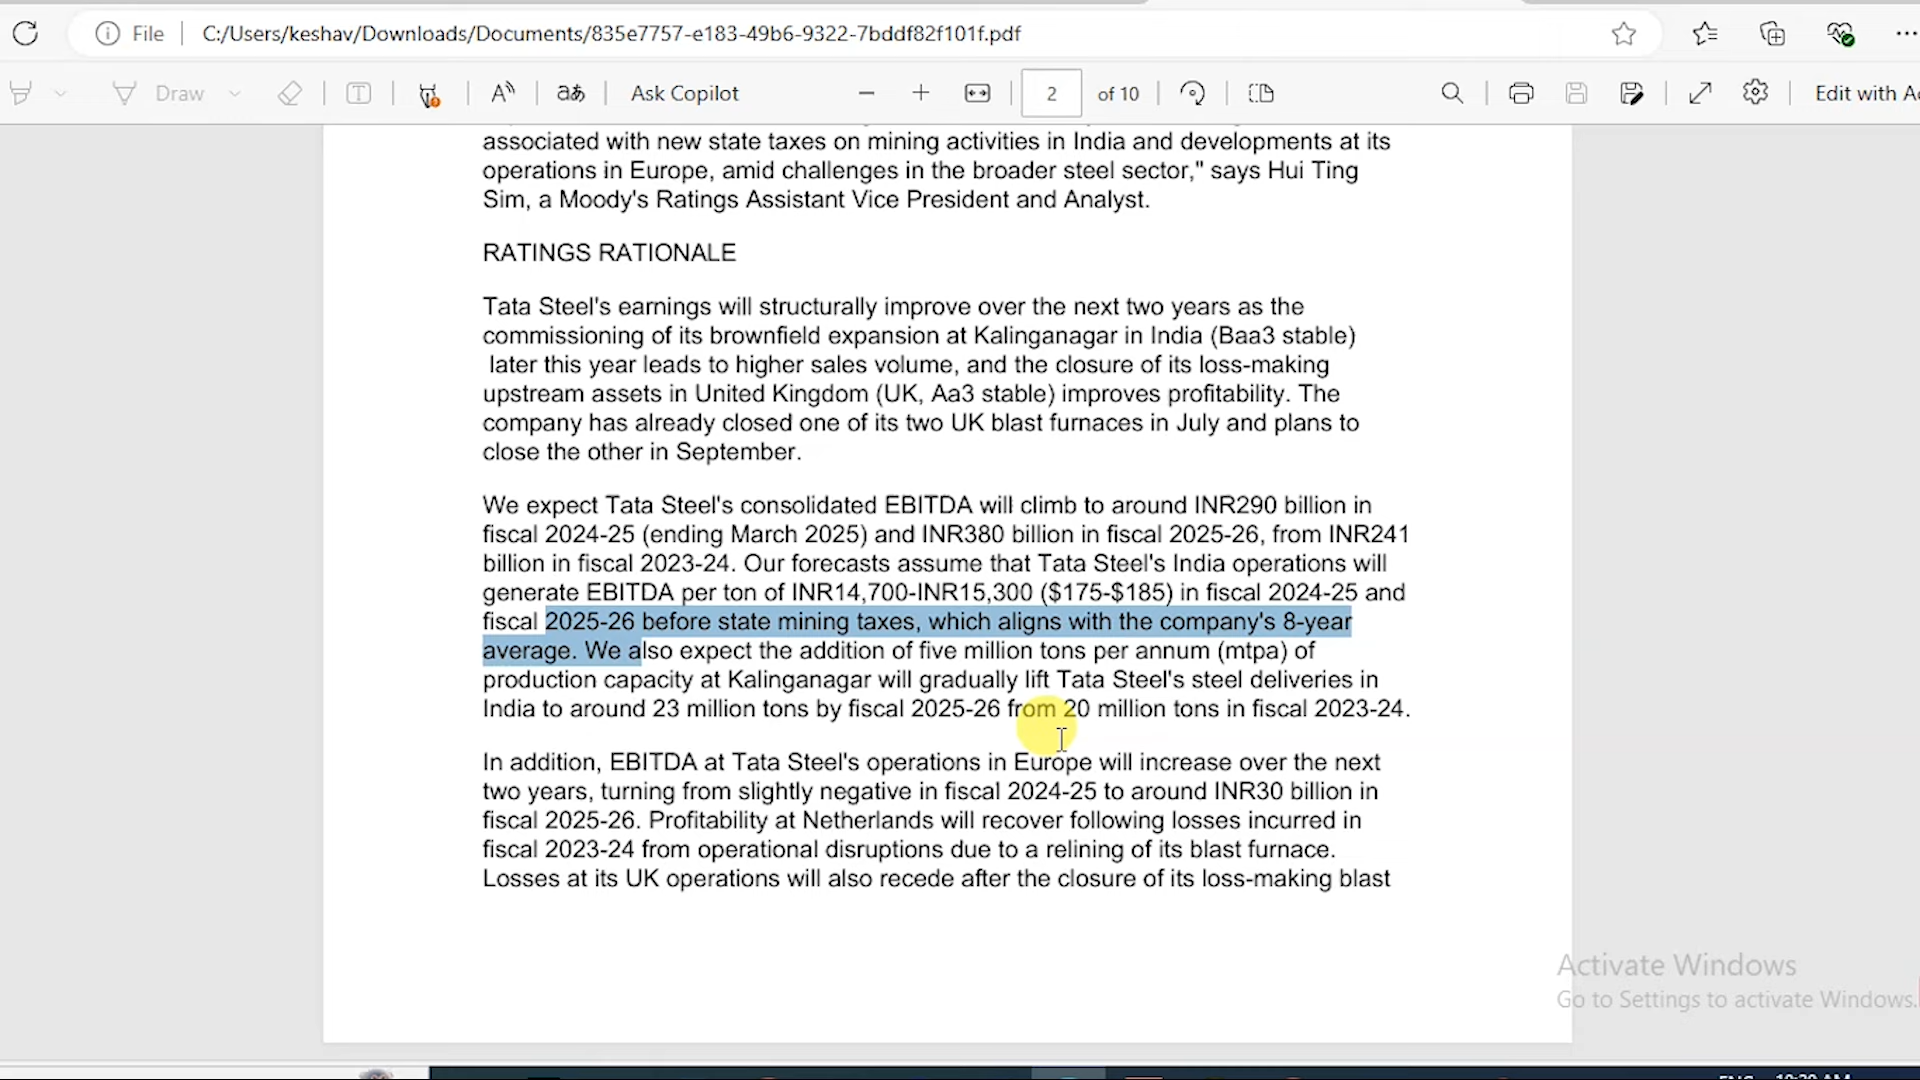 File
C:/Users/keshav/Downloads/Documents/835e7757-e183-49b6-9322-7bddf82f101f.pdf
Draw
T
aあ
Ask Copilot
2
of 10
Edit with
associated with new state taxes on mining activities in India and developments at its
operations in Europe, amid challenges in the broader steel sector," says Hui Ting
Sim, a Moody's Ratings Assistant Vice President and Analyst.
RATINGS RATIONALE
Tata Steel's earnings will structurally improve over the next two years as the
commissioning of its brownfield expansion at Kalinganagar in India (Baa3 stable)
later this year leads to higher sales volume, and the closure of its loss-making
upstream assets in United Kingdom (UK, Aa3 stable) improves profitability. The
company has already closed one of its two UK blast furnaces in July and plans to
close the other in September.
We expect Tata Steel's consolidated EBITDA will climb to around INR290 billion in
fiscal 2024-25 (ending March 2025) and INR380 billion in fiscal 2025-26, from INR241
billion in fiscal 2023-24. Our forecasts assume that Tata Steel's India operations will
generate EBITDA per ton of INR14,700-INR15,300 ($175-$185) in fiscal 2024-25 and
fiscal 2025-26 before state mining taxes, which aligns with the company's 8-year
average. We also expect the addition of five million tons per annum (mtpa) of
production capacity at Kalinganagar will gradually lift Tata Steel's steel deliveries in
India to around 23 million tons by fiscal 2025-26 from 20 million tons in fiscal 2023-24.
In addition, EBITDA at Tata Steel's operations in Europe will increase over the next
two years, turning from slightly negative in fiscal 2024-25 to around INR30 billion in
fiscal 2025-26. Profitability at Netherlands will recover following losses incurred in
fiscal 2023-24 from operational disruptions due to a relining of its blast furnace.
Losses at its UK operations will also recede after the closure of its loss-making blast
Activate Windows
Go to Settings to activate Windows.